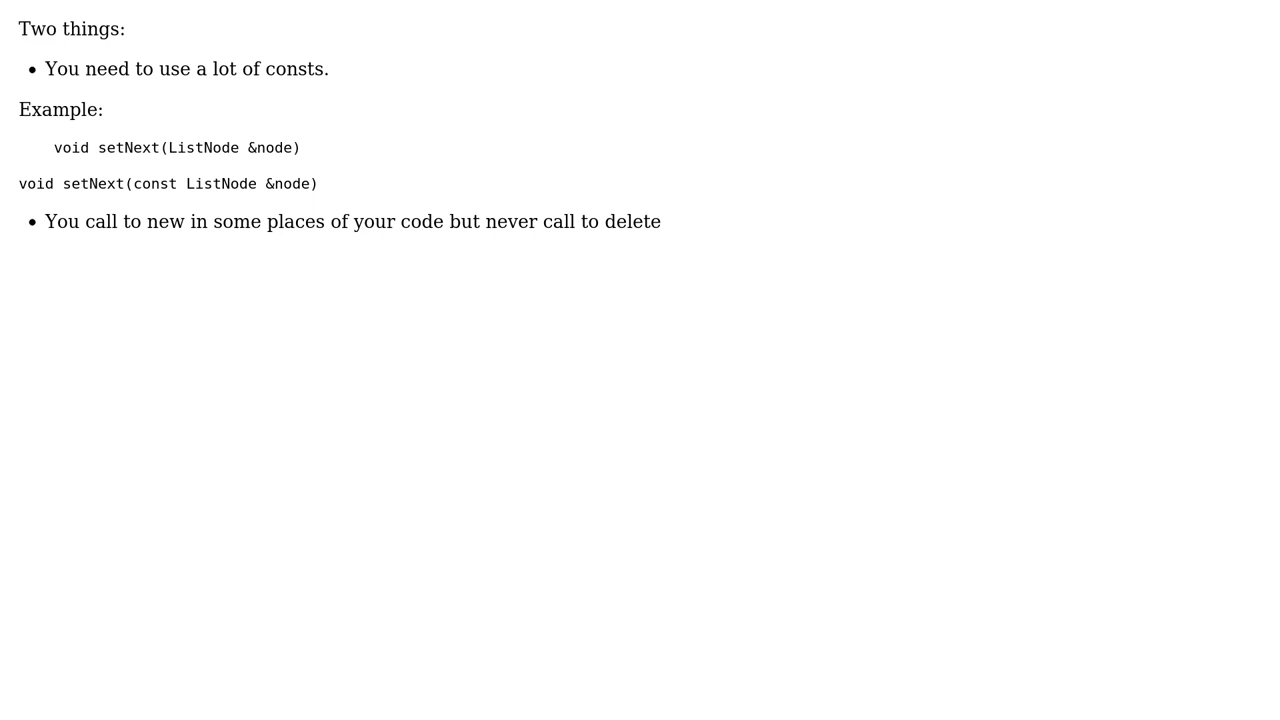 Two things:
• You need to use a lot of consts.
Example:
    void setNext(ListNode &node)
void setNext(const ListNode &node)
• You call to new in some places of your code but never call to delete